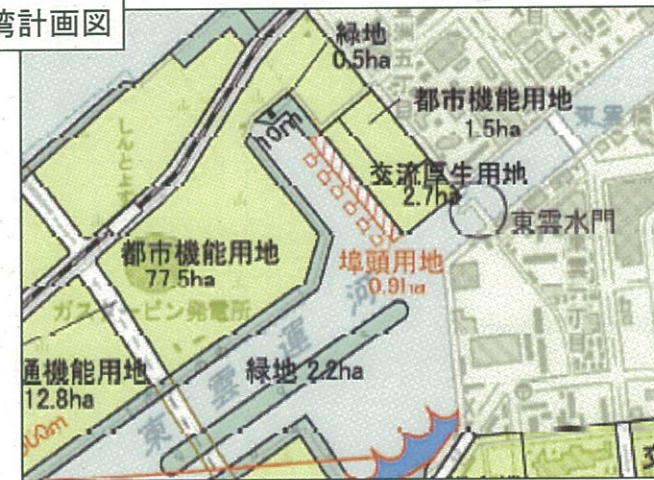 湾計画図
緑地
0.5ha
都市機能用地
1.5ha
交流厚生用地
2.7ha
東雲水門
都市機能用地
77.5ha
埠頭用地
0.9ha
ガスタービン発電所
緑地 2.2ha
通機能用地
12.8ha
東雲運河
しんとよす
東雲